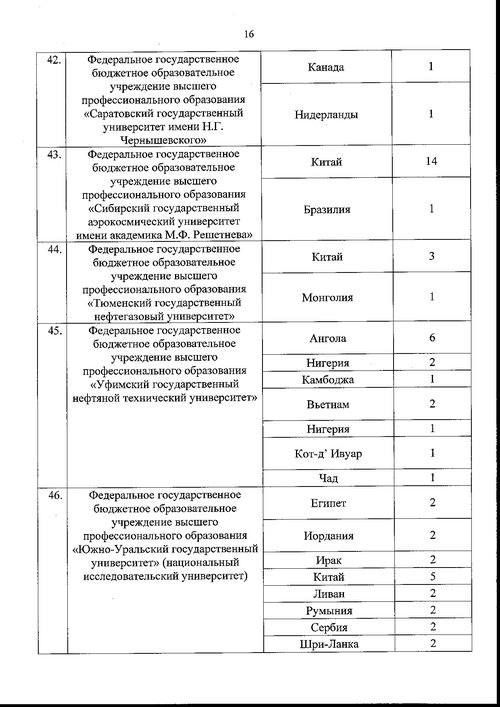 16
42.
Федеральное государственное
бюджетное образовательное
учреждение высшего
профессионального образования
«Саратовский государственный
университет имени Н.Г.
Чернышевского»
Канада 1
Нидерланды 1
43.
Федеральное государственное
бюджетное образовательное
учреждение высшего
профессионального образования
«Сибирский государственный
аэрокосмический университет
имени академика М.Ф. Решетнева»
Китай 14
Бразилия 1
44.
Федеральное государственное
бюджетное образовательное
учреждение высшего
профессионального образования
«Тюменский государственный
нефтегазовый университет»
Китай 3
Монголия 1
45.
Федеральное государственное
бюджетное образовательное
учреждение высшего
профессионального образования
«Уфимский государственный
нефтяной технический университет»
Ангола 6
Нигерия 2
Камбоджа 1
Вьетнам 2
Нигерия 1
Кот-д’ Ивуар 1
Чад 1
46.
Федеральное государственное
бюджетное образовательное
учреждение высшего
профессионального образования
«Южно-Уральский государственный
университет» (национальный
исследовательский университет)
Египет 2
Иордания 2
Ирак 2
Китай 5
Ливан 2
Румыния 2
Сербия 2
Шри-Ланка 2